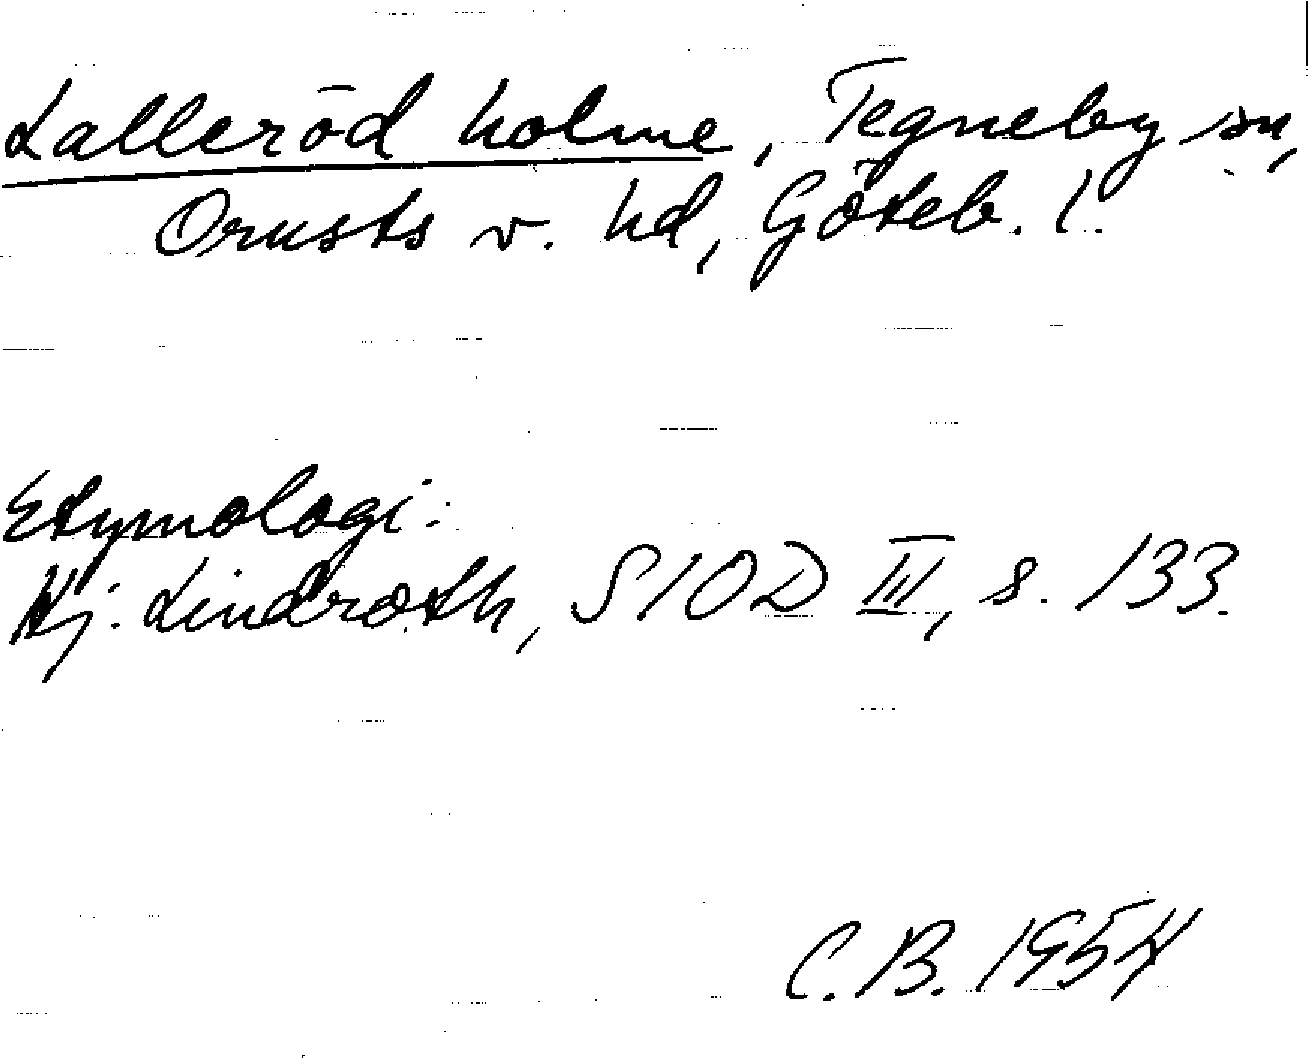 Lalleröd holme, Tegneby sn,
Orusts v. hd, Göteb. l.
Etymologi:
Hj. Lindroth, SIOD III, s. 133.
C.B. 1954